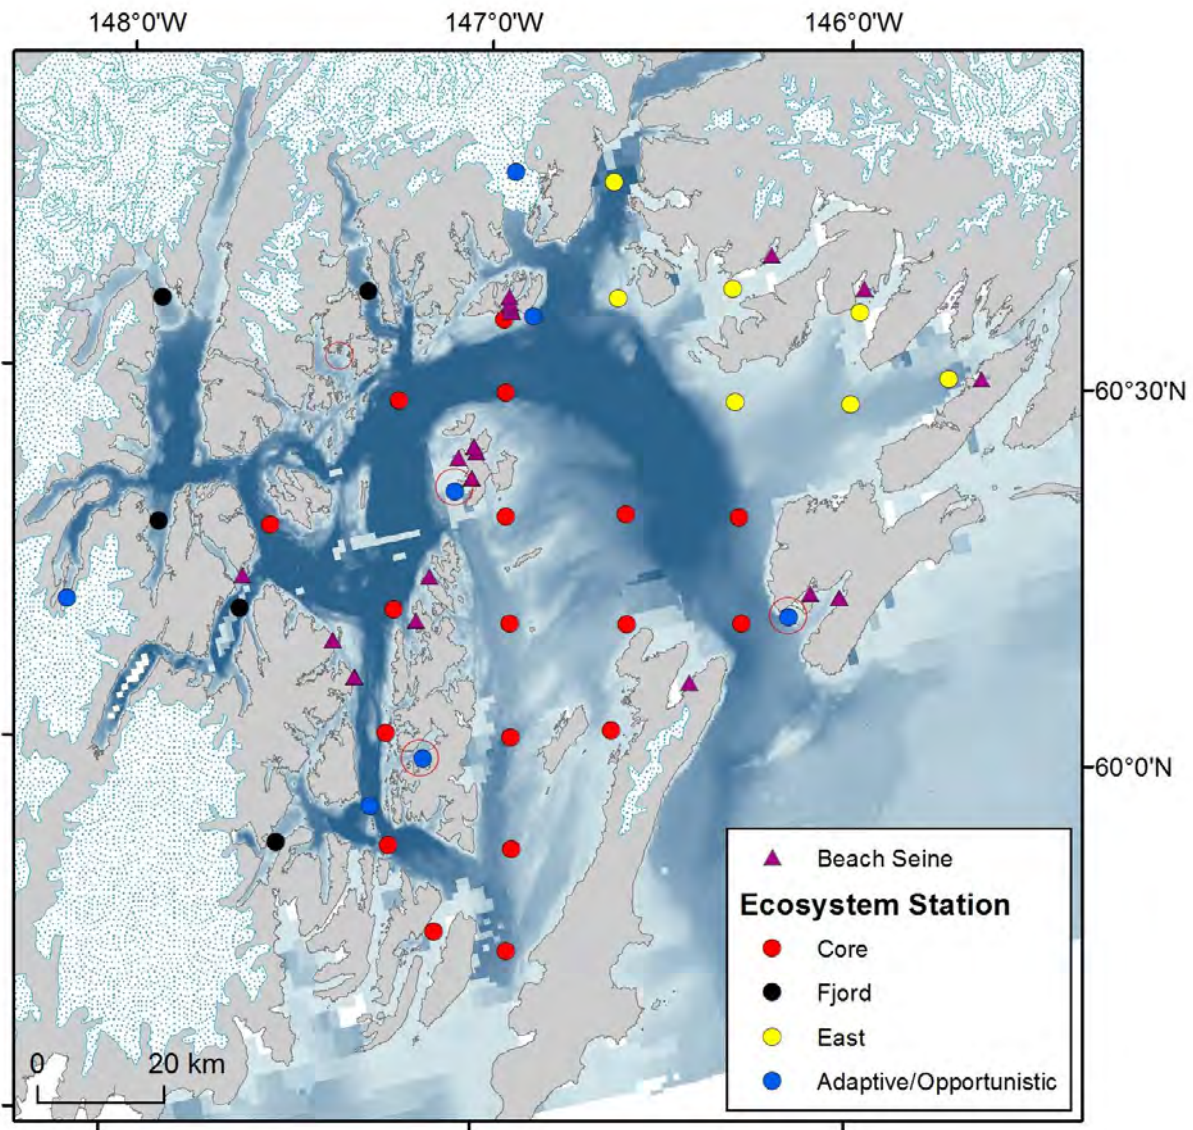 148°0'W 147°0'W 146°0'W
60°30'N
60°0'N
Beach Seine
Ecosystem Station
Core
Fjord
East
Adaptive/Opportunistic
0 20 km